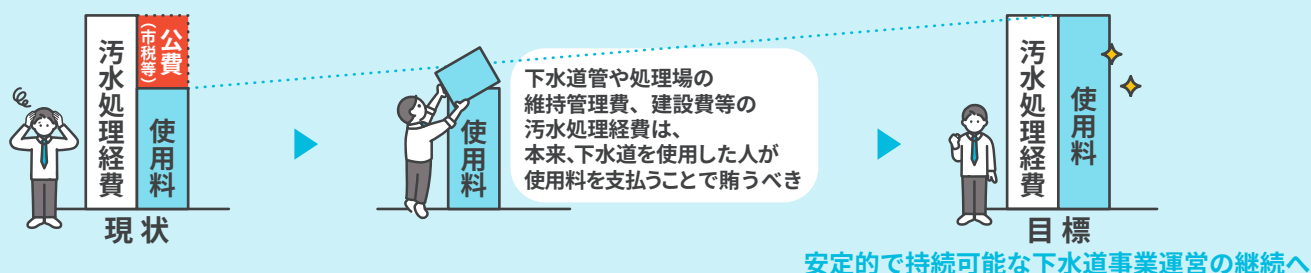 汚水処理経費
公費
(市税等)
使用料
現状
使用料
下水道管や処理場の
維持管理費、建設費等の
汚水処理経費は、
本来、下水道を使用した人が
使用料を支払うことで賄うべき
汚水処理経費
使用料
目標
安定的で持続可能な下水道事業運営の継続へ